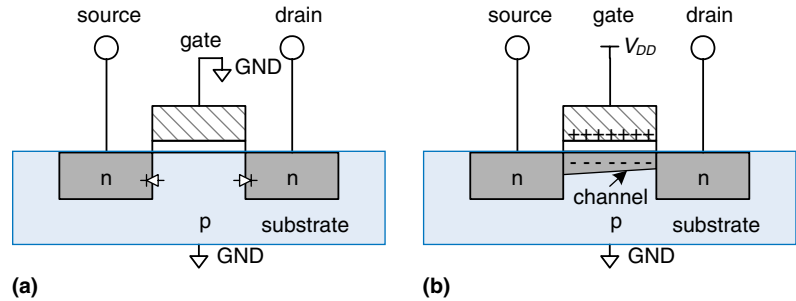 source
gate
drain
GND
n
n
p
substrate
GND
(a)
source
gate
drain
VDD
+++++++
- - - - - - -
n
channel
n
p
substrate
GND
(b)